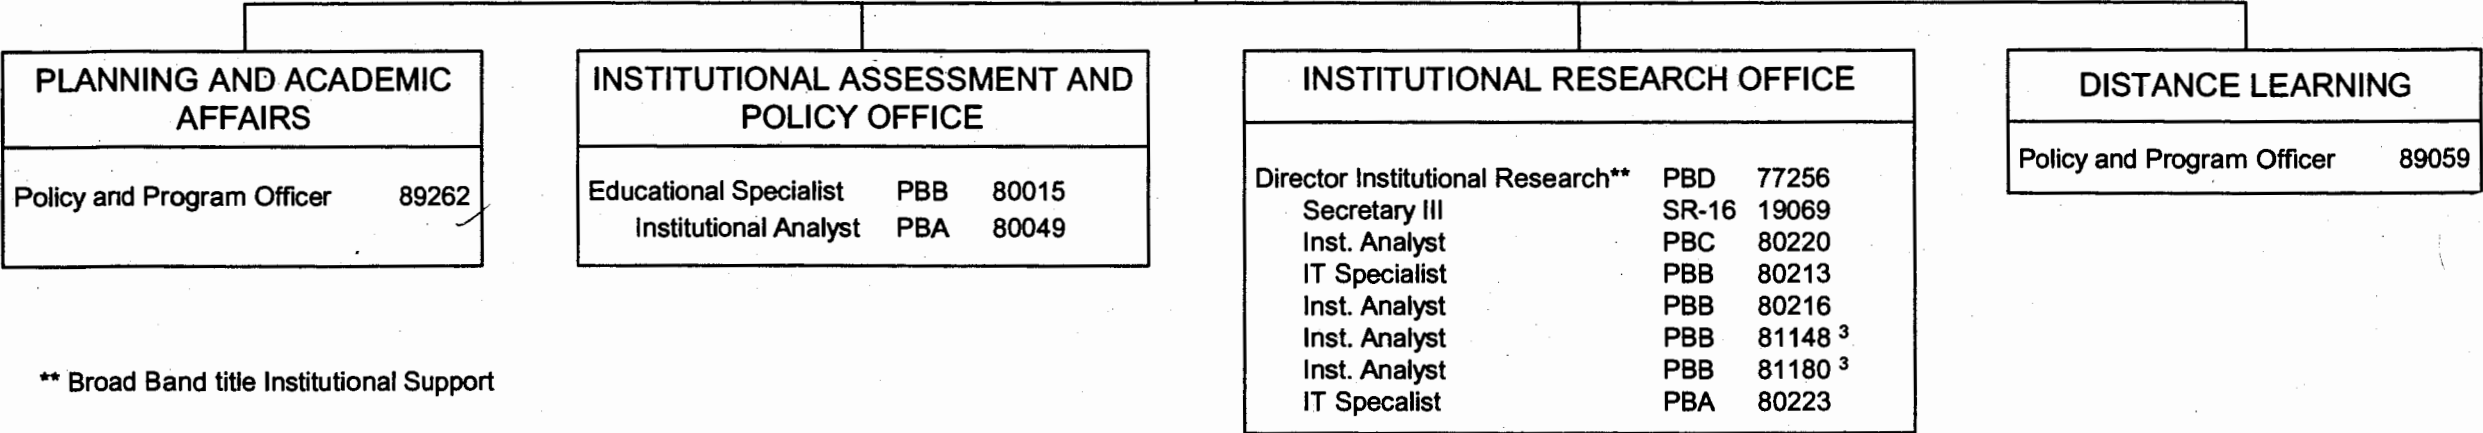 PLANNING AND ACADEMIC
AFFAIRS
Policy and Program Officer 89262
INSTITUTIONAL ASSESSMENT AND
POLICY OFFICE
Educational Specialist PBB 80015
Institutional Analyst PBA 80049
INSTITUTIONAL RESEARCH OFFICE
Director Institutional Research** PBD 77256
Secretary III SR-16 19069
Inst. Analyst PBC 80220
IT Specialist PBB 80213
Inst. Analyst PBB 80216
Inst. Analyst PBB 81148 3
Inst. Analyst PBB 81180 3
IT Specalist PBA 80223
DISTANCE LEARNING
Policy and Program Officer 89059
** Broad Band title Institutional Support